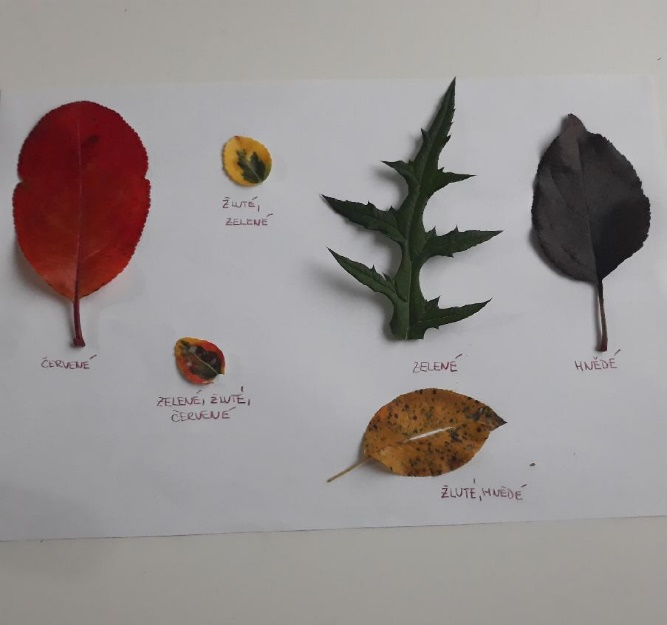 ŽLUTÉ,
ZELENÉ
ČERVENÉ
ZELENÉ, ŽLUTÉ,
ČERVENÉ
ZELENÉ
HNĚDÉ
ŽLUTÉ, HNĚDÉ